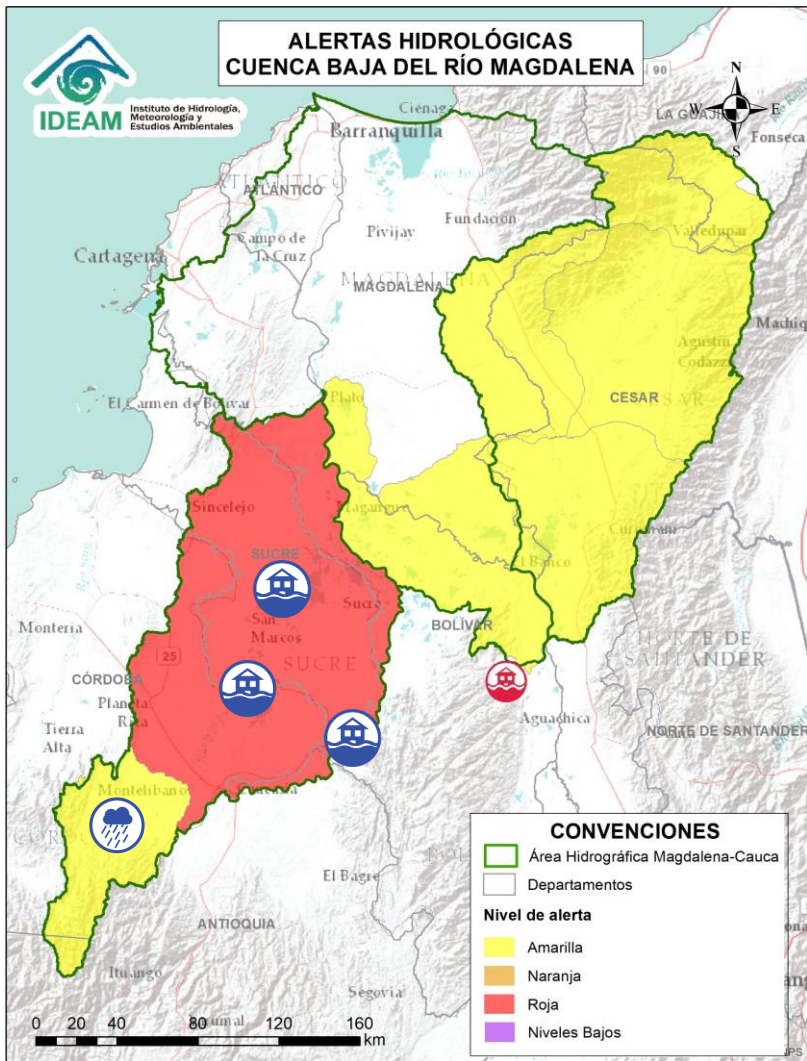 ALERTAS HIDROLÓGICAS
CUENCA BAJA DEL RÍO MAGDALENA
IDEAM
Instituto de Hidrología,
Meteorología y
Estudios Ambientales
N
W
E
S
90
Ciénaga
LA GUAJI
Barranquilla
Fonseca
ATLÁNTICO
Valledupar
Pivijay
Fundación
Campo de
la Cruz
Cartagena
MAGDALENA
MAGDALENA
Machiq
Agustín
Codazzi
El Carmen de Bolívar
Plato
CESAR
Sincelejo
Magangué
SUCRE
El Banco
Sucre
Montería
San
Marcos
BOLÍVAR
NORTE DE
SANTANDER
25
SUCRE
CÓRDOBA
Planeta
Rica
Aguachica
Tierra
Alta
NORTE DE SANTANDER
Montelíbano
El Bagre
ANTIOQUIA
Ituango
Segovia
CONVENCIONES
Área Hidrográfica Magdalena-Cauca
Departamentos
Nivel de alerta
Amarilla
Naranja
Roja
Niveles Bajos
0 20 40 80 120 160
km